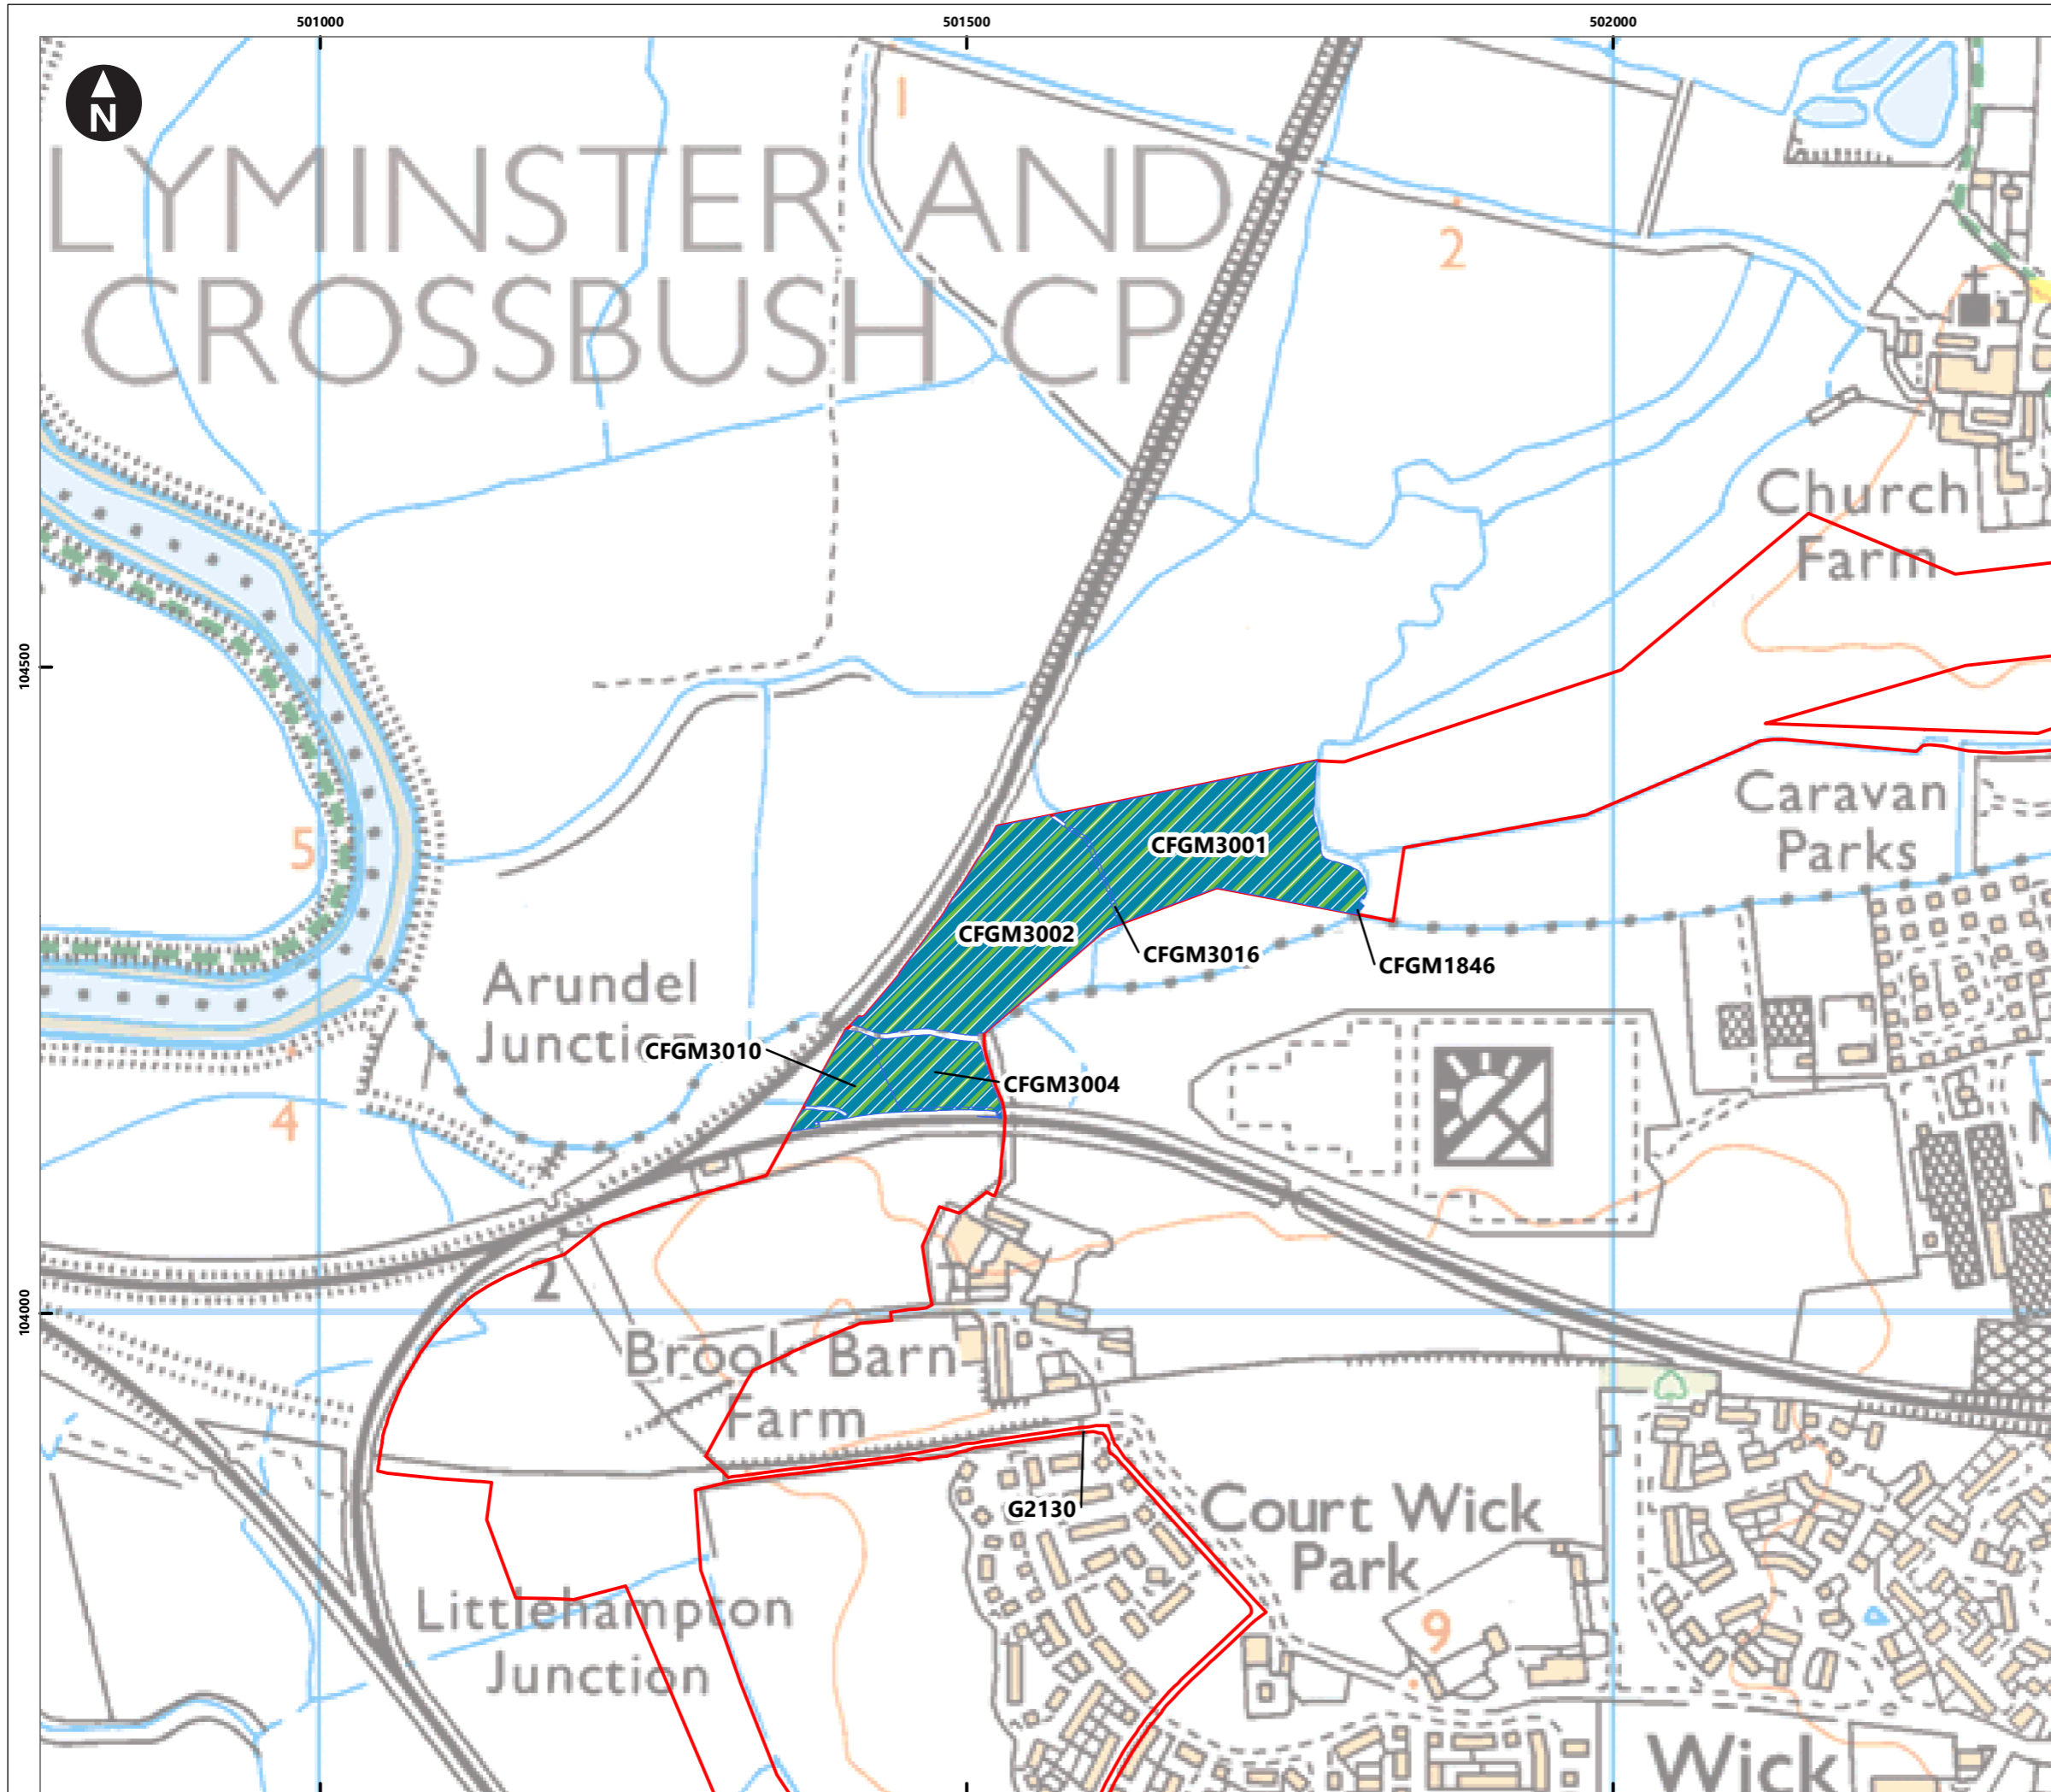 501000
501500
502000
N
1
LYMINSTER AND
CROSSBUSH CP
2
Church
Farm
104500
Caravan
Parks
5
CFGM3001
CFGM3002
CFGM3016
CFGM1846
Arundel
Junction
CFGM3010
CFGM3004
4
2
104000
Brook Barn
Farm
G2130
Court Wick
Park
Littlehampton
Junction
9
Wick